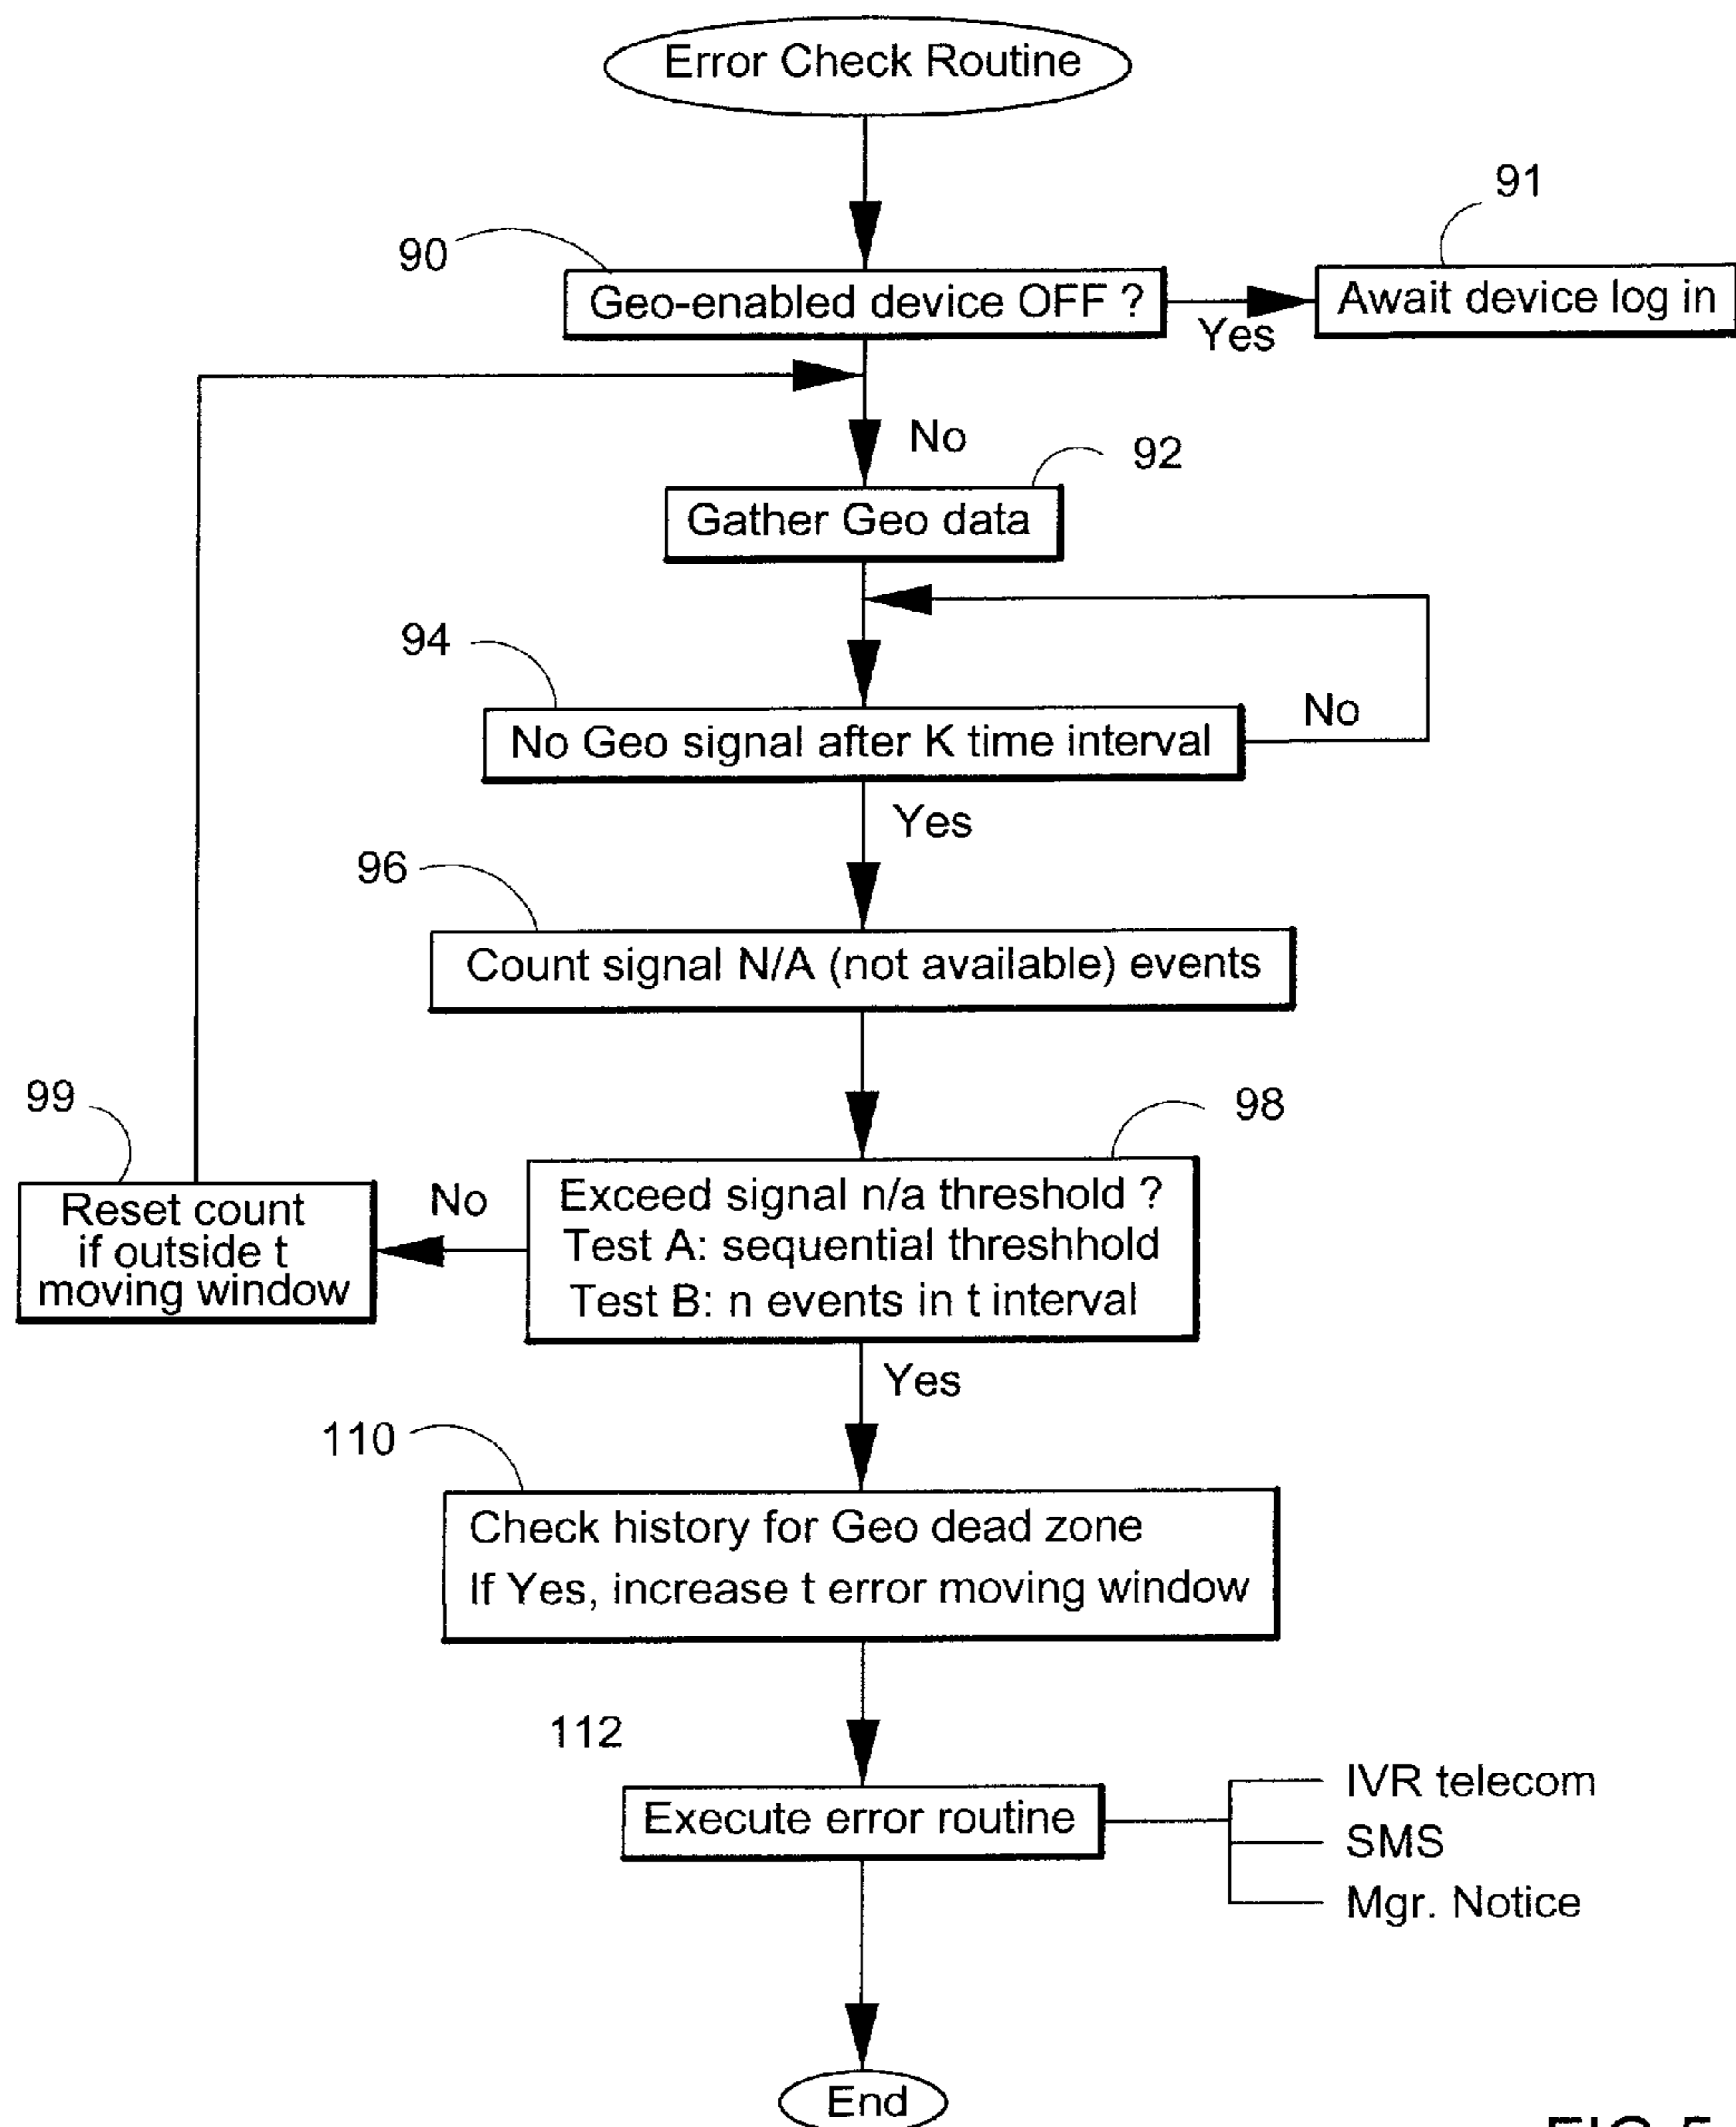 Error Check Routine
91
90
Geo-enabled device OFF ?
Yes
Await device log in
No
92
Gather Geo data
94
No Geo signal after K time interval
No
Yes
96
Count signal N/A (not available) events
99
98
Reset count
if outside t
moving window
No
Exceed signal n/a threshold ?
Test A: sequential threshhold
Test B: n events in t interval
Yes
110
Check history for Geo dead zone
If Yes, increase t error moving window
112
Execute error routine
IVR telecom
SMS
Mgr. Notice
End